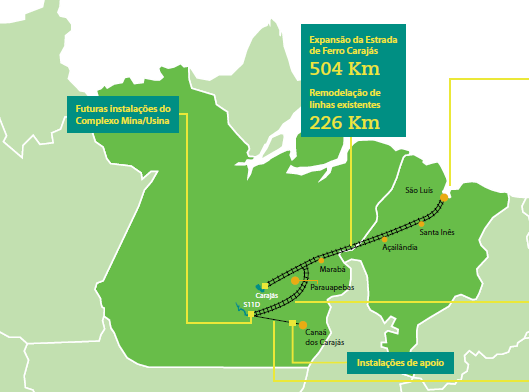 Expansão da Estrada
de Ferro Carajás
504 Km
Remodelação de
linhas existentes
226 Km
Futuras instalações do
Complexo Mina/Usina
São Luís
Santa Inês
Açailândia
Marabá
Parauapebas
Carajás
S11D
Canaã
dos Carajás
Instalações de apoio